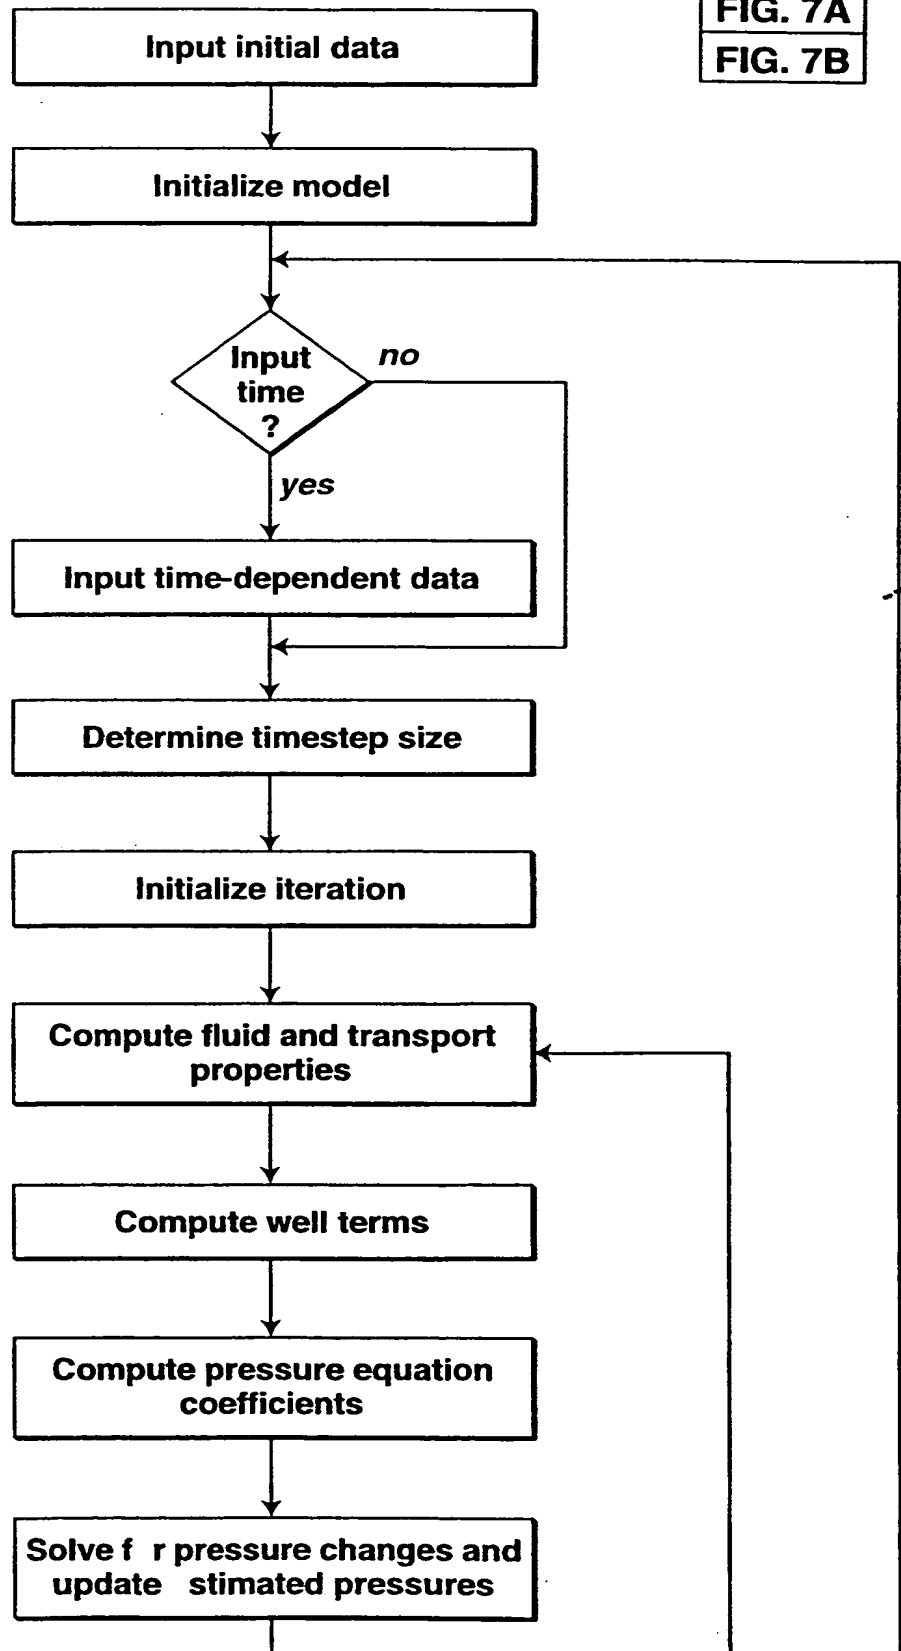 FIG. 7A
FIG. 7B
Input initial data
Initialize model
Input
time
?
no
yes
Input time-dependent data
Determine timestep size
Initialize iteration
Compute fluid and transport
properties
Compute well terms
Compute pressure equation
coefficients
Solve f r pressure changes and
update stimated pressures